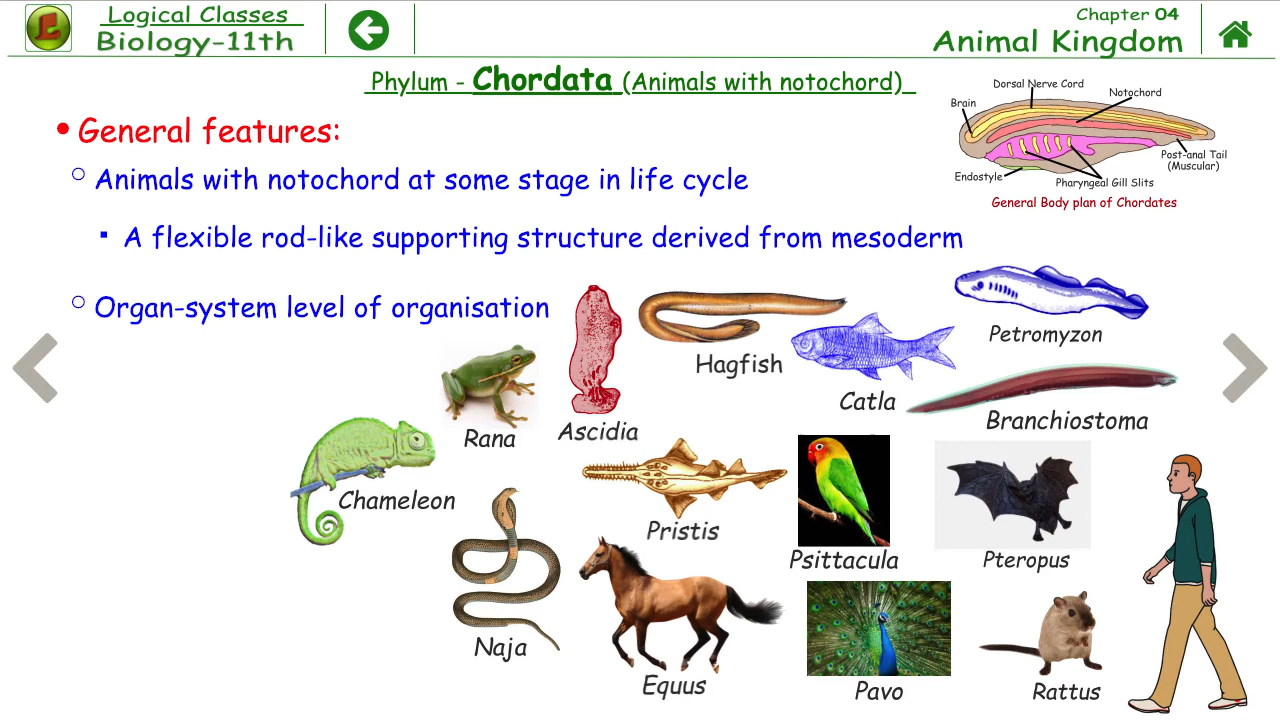 Logical Classes
Biology-11th
Chapter 04
Animal Kingdom
Phylum - Chordata (Animals with notochord)
Dorsal Nerve Cord
Notochord
Brain
Post-anal Tail
(Muscular)
Endostyle
Pharyngeal Gill Slits
General Body plan of Chordates
• General features:
○ Animals with notochord at some stage in life cycle
▪ A flexible rod-like supporting structure derived from mesoderm
○ Organ-system level of organisation
Petromyzon
Hagfish
Catla
Branchiostoma
Rana
Ascidia
Chameleon
Pristis
Psittacula
Pteropus
Naja
Equus
Pavo
Rattus